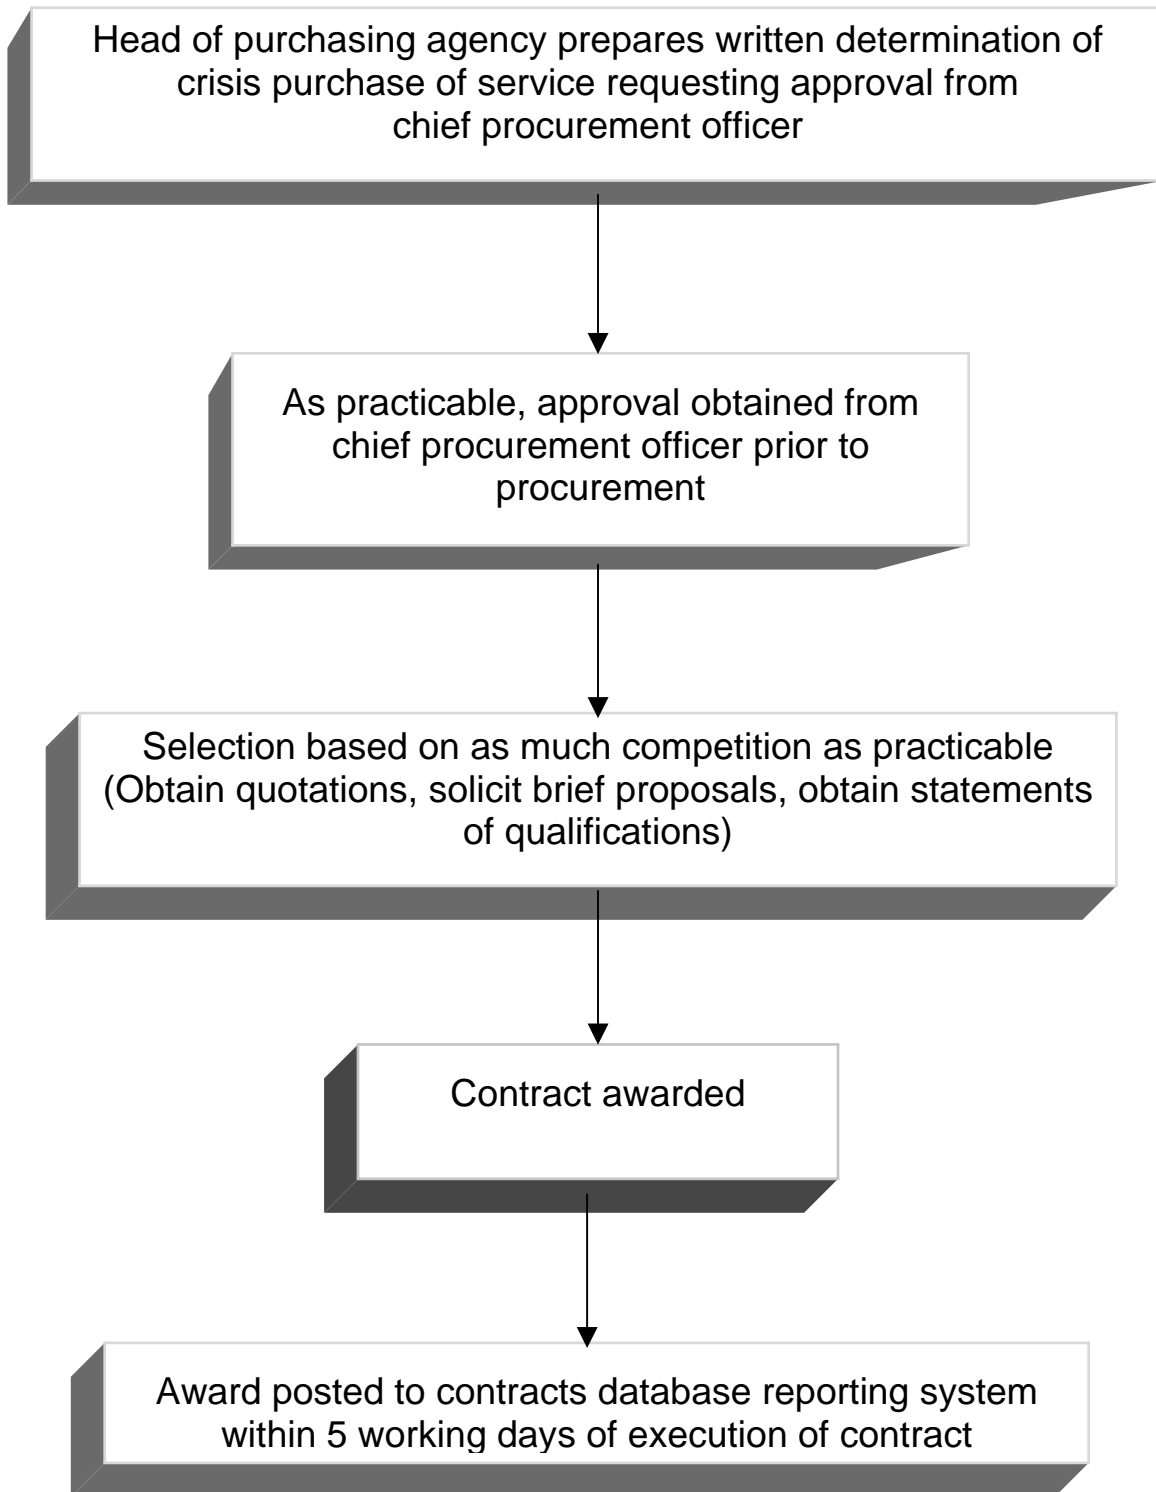 Head of purchasing agency prepares written determination of
crisis purchase of service requesting approval from
chief procurement officer
As practicable, approval obtained from
chief procurement officer prior to
procurement
Selection based on as much competition as practicable
(Obtain quotations, solicit brief proposals, obtain statements
of qualifications)
Contract awarded
Award posted to contracts database reporting system
within 5 working days of execution of contract